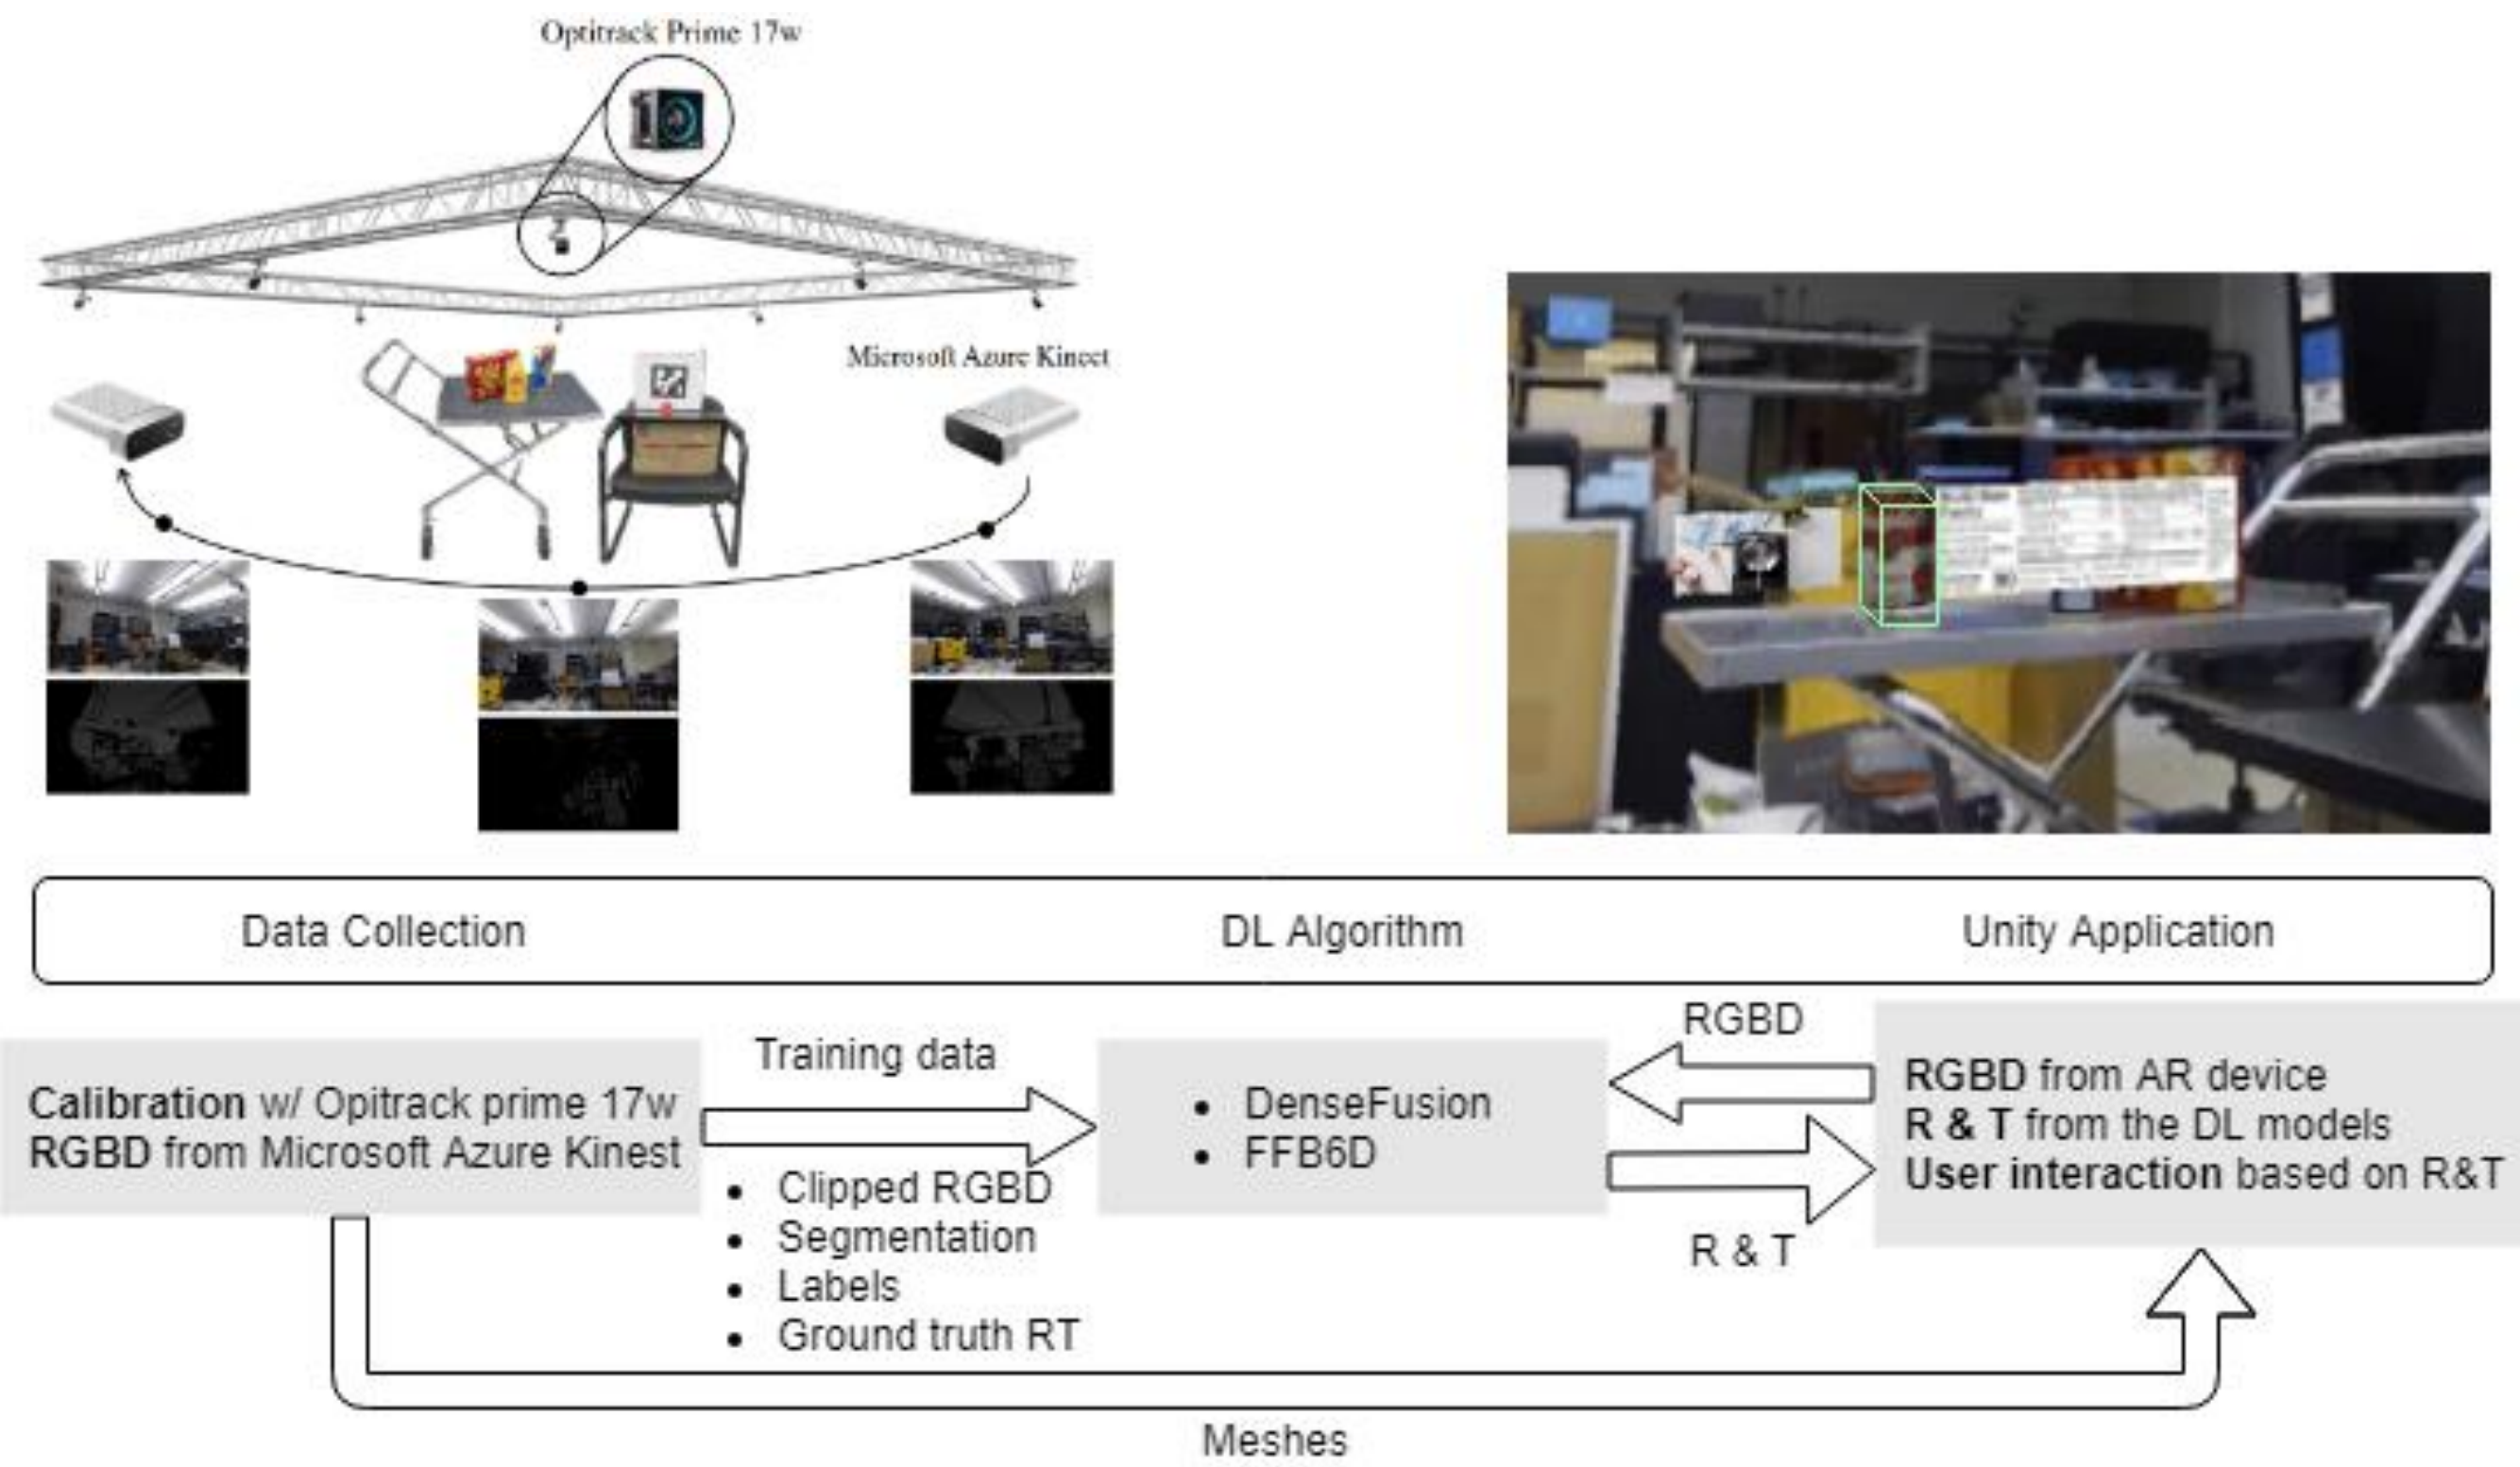 Optitrack Prime 17w
Microsoft Azure Kinect
Data Collection
DL Algorithm
Unity Application
Calibration w/ Opitrack prime 17w
RGBD from Microsoft Azure Kinest
Training data
• Clipped RGBD
• Segmentation
• Labels
• Ground truth RT
• DenseFusion
• FFB6D
RGBD
R & T
RGBD from AR device
R & T from the DL models
User interaction based on R&T
Meshes